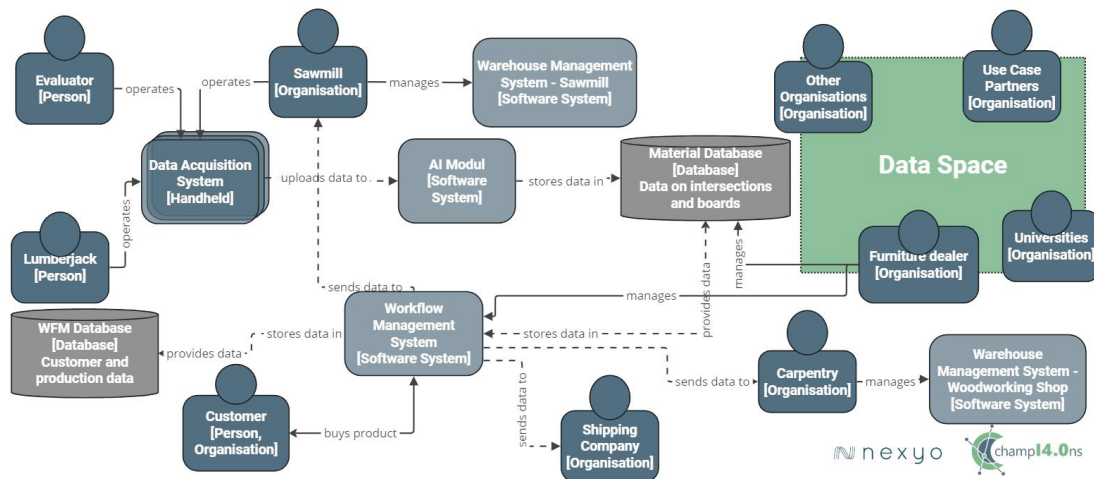 Evaluator
[Person]
operates
operates
Sawmill
[Organisation]
manages
Warehouse Management
System - Sawmill
[Software System]
Other
Organisations
[Organisation]
Use Case
Partners
[Organisation]
Data Acquisition
System
[Handheld]
uploads data to
AI Modul
[Software
System]
stores data in
Material Database
[Database]
Data on intersections
and boards
Data Space
operates
Lumberjack
[Person]
provides data
manages
Furniture dealer
[Organisation]
Universities
[Organisation]
sends data to
manages
WFM Database
[Database]
Customer and
production data
provides data
stores data in
Workflow
Management
System
[Software System]
stores data in
sends data to
Carpentry
[Organisation]
manages
Warehouse
Management System -
Woodworking Shop
[Software System]
Customer
[Person,
Organisation]
buys product
sends data to
Shipping
Company
[Organisation]
nexyo
champI4.0ns